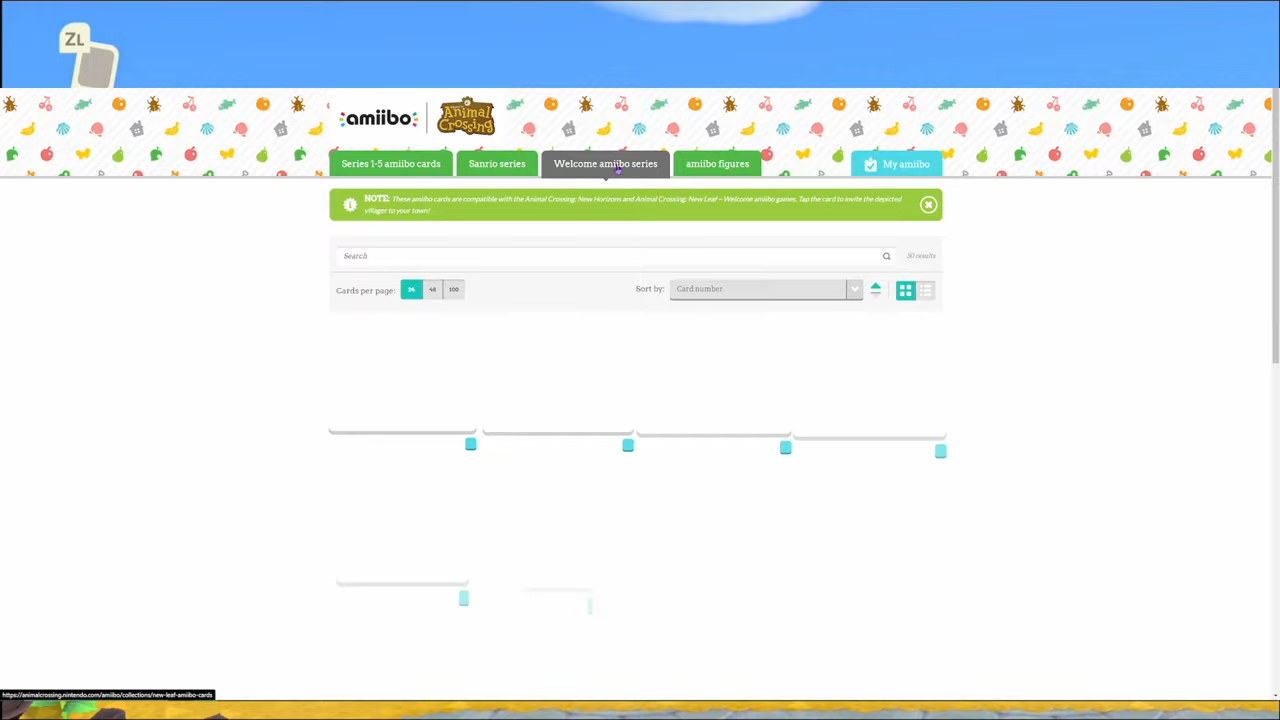 ZL
amiibo
Animal
Crossing
Series 1-5 amiibo cards
Sanrio series
Welcome amiibo series
amiibo figures
My amiibo
NOTE: These amiibo cards are compatible with the Animal Crossing: New Horizons and Animal Crossing: New Leaf – Welcome amiibo games. Tap the card to invite the depicted
villager to your town!
Search
50 results
Cards per page:
24
48
100
Sort by:
Card number
https://animalcrossing.nintendo.com/amiibo/collections/new-leaf-amiibo-cards